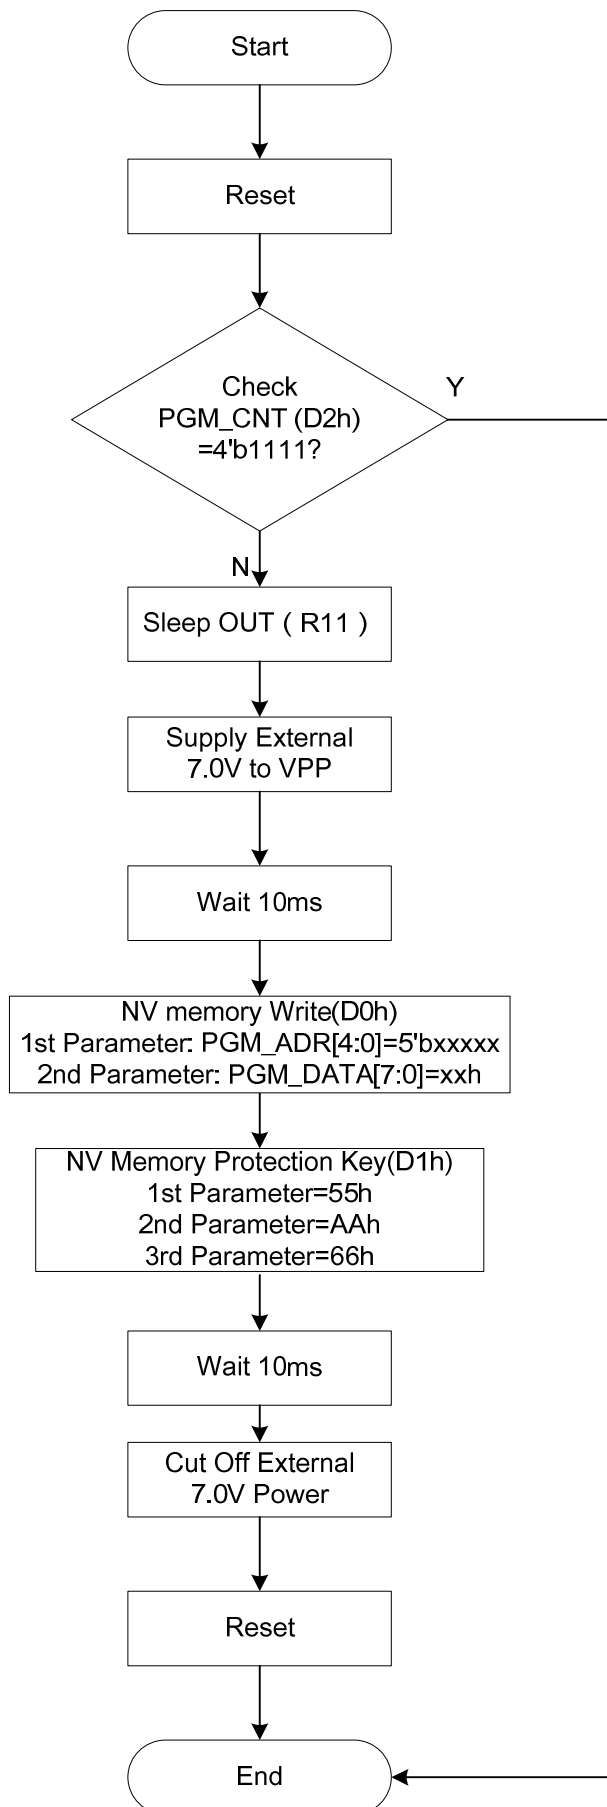 Start
Reset
Check
PGM_CNT (D2h)
=4'b1111?
Y
N
Sleep OUT ( R11 )
Supply External
7.0V to VPP
Wait 10ms
NV memory Write(D0h)
1st Parameter: PGM_ADR[4:0]=5'bxxxxx
2nd Parameter: PGM_DATA[7:0]=xxh
NV Memory Protection Key(D1h)
1st Parameter=55h
2nd Parameter=AAh
3rd Parameter=66h
Wait 10ms
Cut Off External
7.0V Power
Reset
End